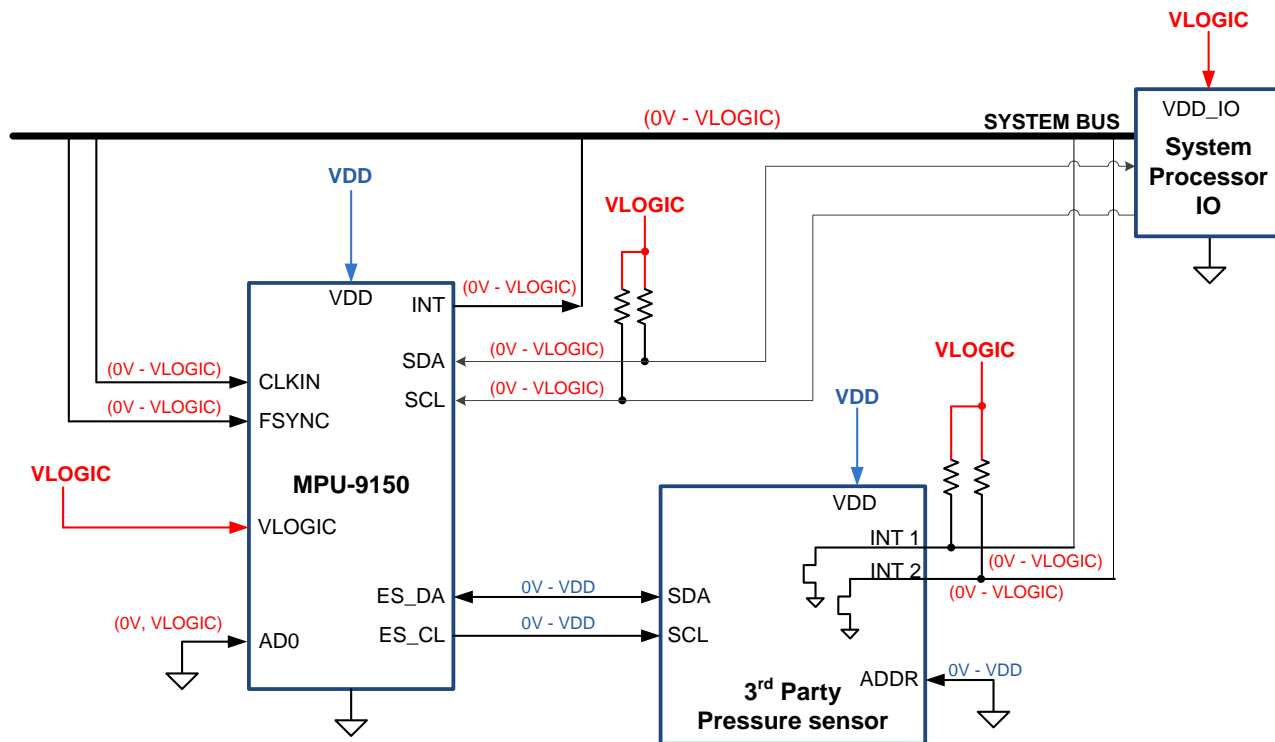 VLOGIC
VDD_IO
System
Processor
IO
(0V - VLOGIC)
SYSTEM BUS
VDD
VLOGIC
VDD
INT
(0V - VLOGIC)
SDA
(0V - VLOGIC)
SCL
(0V - VLOGIC)
(0V - VLOGIC)
CLKIN
(0V - VLOGIC)
FSYNC
VLOGIC
MPU-9150
VLOGIC
(0V, VLOGIC)
AD0
ES_DA
0V - VDD
ES_CL
0V - VDD
VLOGIC
VDD
VDD
INT 1
(0V - VLOGIC)
INT 2
(0V - VLOGIC)
SDA
SCL
ADDR
0V - VDD
3rd Party
Pressure sensor